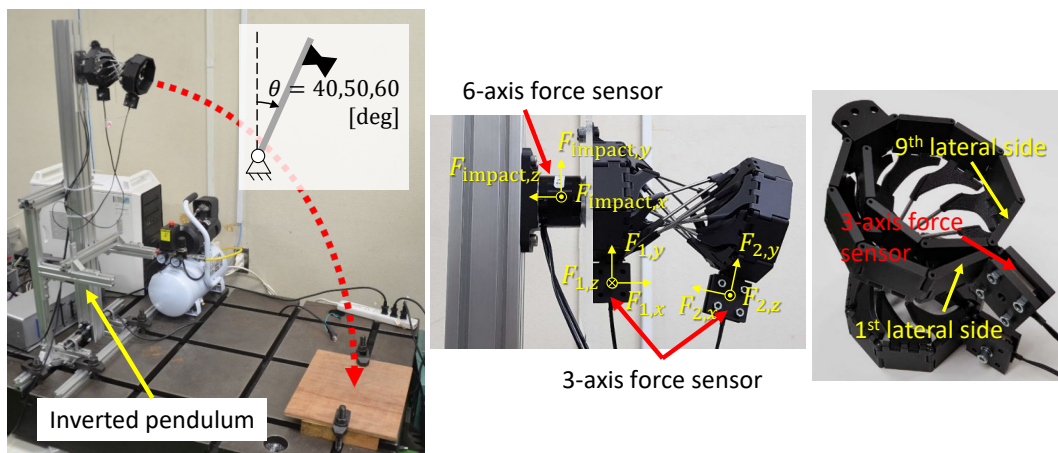 θ = 40,50,60
[deg]
Inverted pendulum
6-axis force sensor
F_impact,y
F_impact,z
F_impact,x
F_1,y
F_2,y
F_1,z
F_1,x
F_2,x
F_2,z
3-axis force sensor
9th lateral side
3-axis force
sensor
1st lateral side